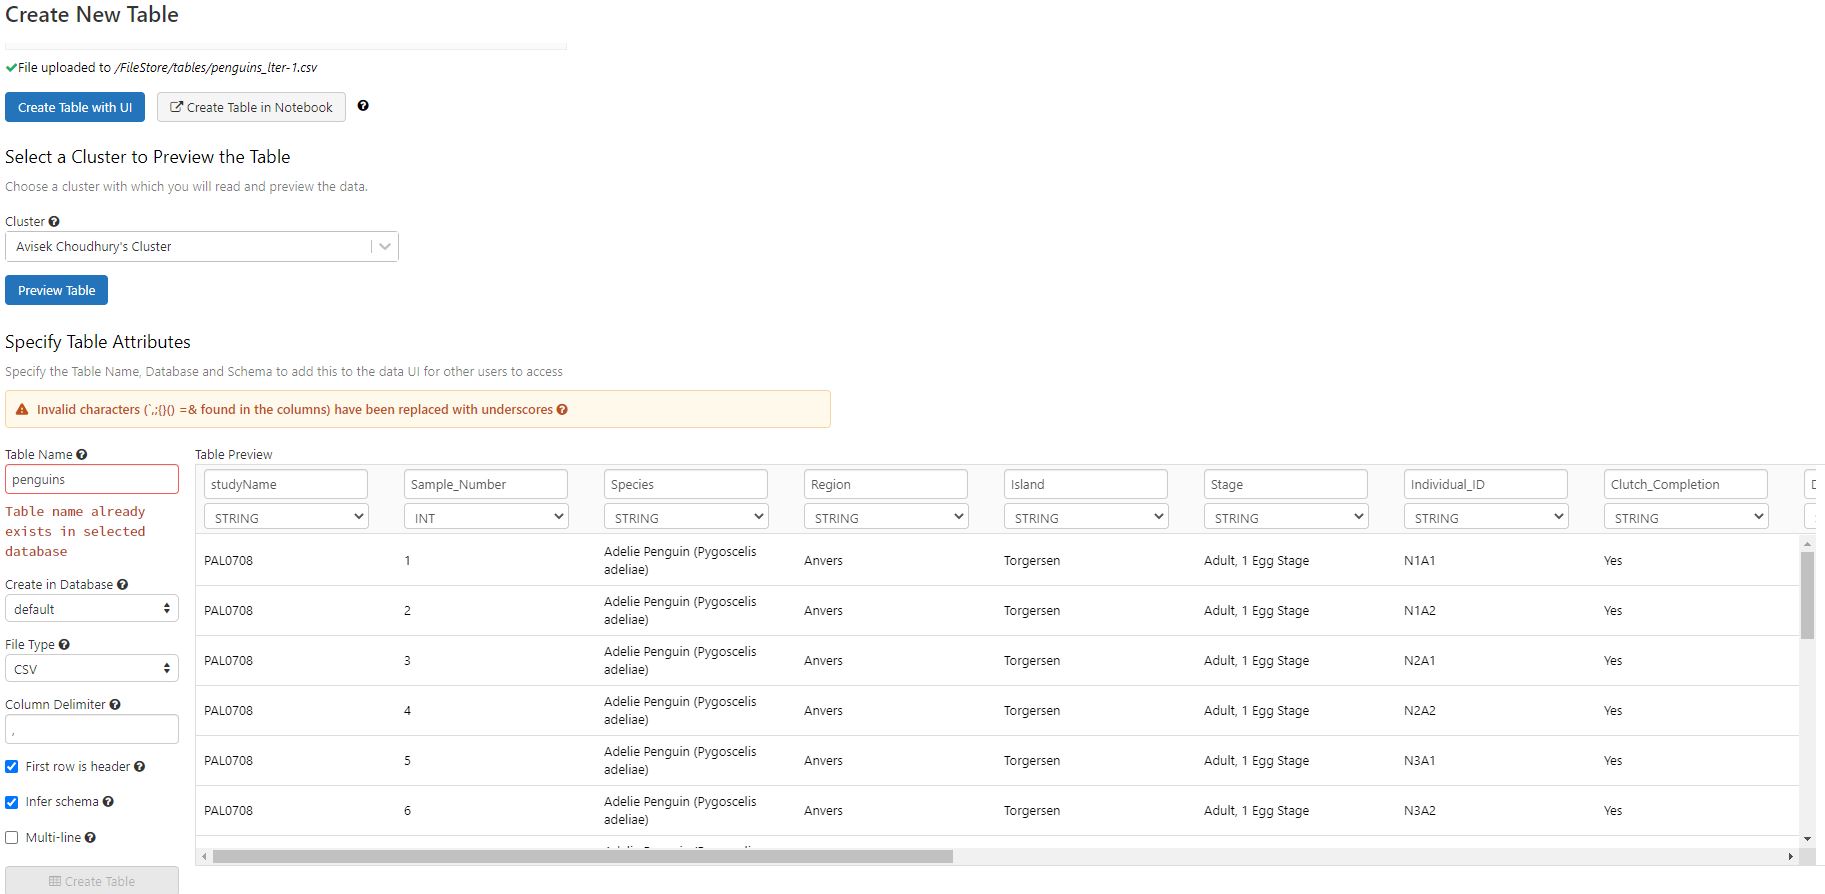 Create New Table
File uploaded to /FileStore/tables/penguins_lter-1.csv
Create Table with UI
Create Table in Notebook
Select a Cluster to Preview the Table
Choose a cluster with which you will read and preview the data.
Cluster
Avisek Choudhury's Cluster
Preview Table
Specify Table Attributes
Specify the Table Name, Database and Schema to add this to the data UI for other users to access
Invalid characters (`,;{}() =& found in the columns) have been replaced with underscores
Table Name
penguins
Table name already
exists in selected
database
Create in Database
default
File Type
CSV
Column Delimiter
,
First row is header
Infer schema
Multi-line
Create Table
Table Preview
studyName Sample_Number Species Region Island Stage Individual_ID Clutch_Completion
STRING INT STRING STRING STRING STRING STRING STRING
PAL0708 1 Adelie Penguin (Pygoscelis adeliae) Anvers Torgersen Adult, 1 Egg Stage N1A1 Yes
PAL0708 2 Adelie Penguin (Pygoscelis adeliae) Anvers Torgersen Adult, 1 Egg Stage N1A2 Yes
PAL0708 3 Adelie Penguin (Pygoscelis adeliae) Anvers Torgersen Adult, 1 Egg Stage N2A1 Yes
PAL0708 4 Adelie Penguin (Pygoscelis adeliae) Anvers Torgersen Adult, 1 Egg Stage N2A2 Yes
PAL0708 5 Adelie Penguin (Pygoscelis adeliae) Anvers Torgersen Adult, 1 Egg Stage N3A1 Yes
PAL0708 6 Adelie Penguin (Pygoscelis adeliae) Anvers Torgersen Adult, 1 Egg Stage N3A2 Yes